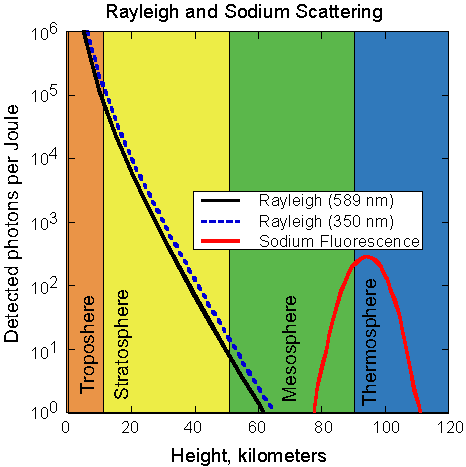 Rayleigh and Sodium Scattering
Detected photons per Joule
10^6
10^5
10^4
10^3
10^2
10^1
10^0
Rayleigh (589 nm)
Rayleigh (350 nm)
Sodium Fluorescence
Troposhere
Stratosphere
Mesosphere
Thermosphere
0 20 40 60 80 100 120
Height, kilometers